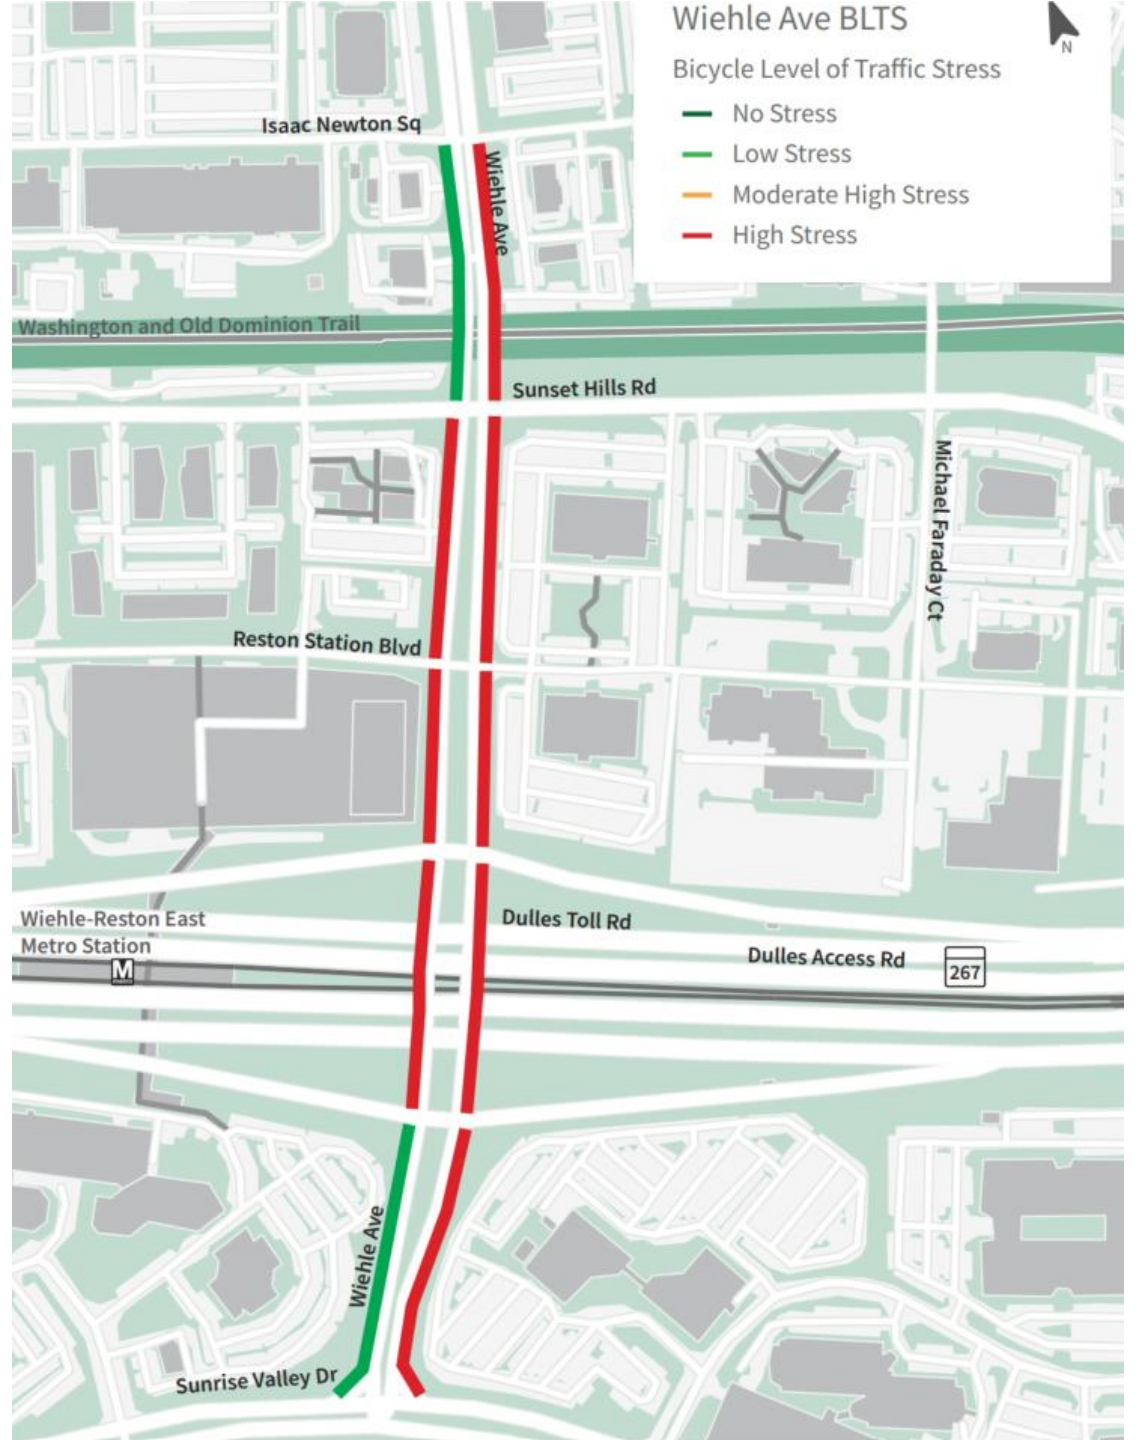 Wiehle Ave BLTS
N
Bicycle Level of Traffic Stress
No Stress
Low Stress
Moderate High Stress
High Stress
Isaac Newton Sq
Wiehle Ave
Washington and Old Dominion Trail
Sunset Hills Rd
Michael Faraday Ct
Reston Station Blvd
Wiehle-Reston East
Metro Station
M
Dulles Toll Rd
Dulles Access Rd
267
Wiehle Ave
Sunrise Valley Dr